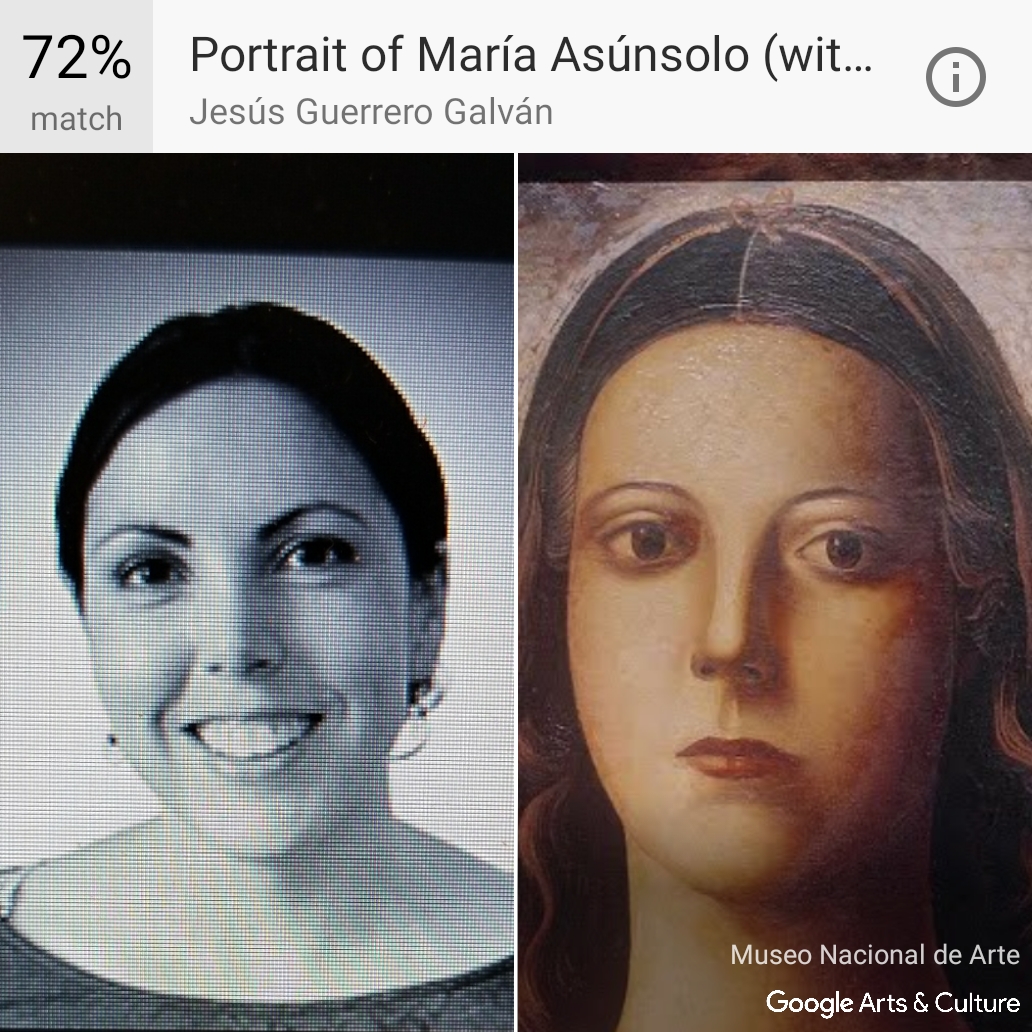 72%
match
Portrait of María Asúnsolo (wit...
Jesús Guerrero Galván
Museo Nacional de Arte
Google Arts & Culture